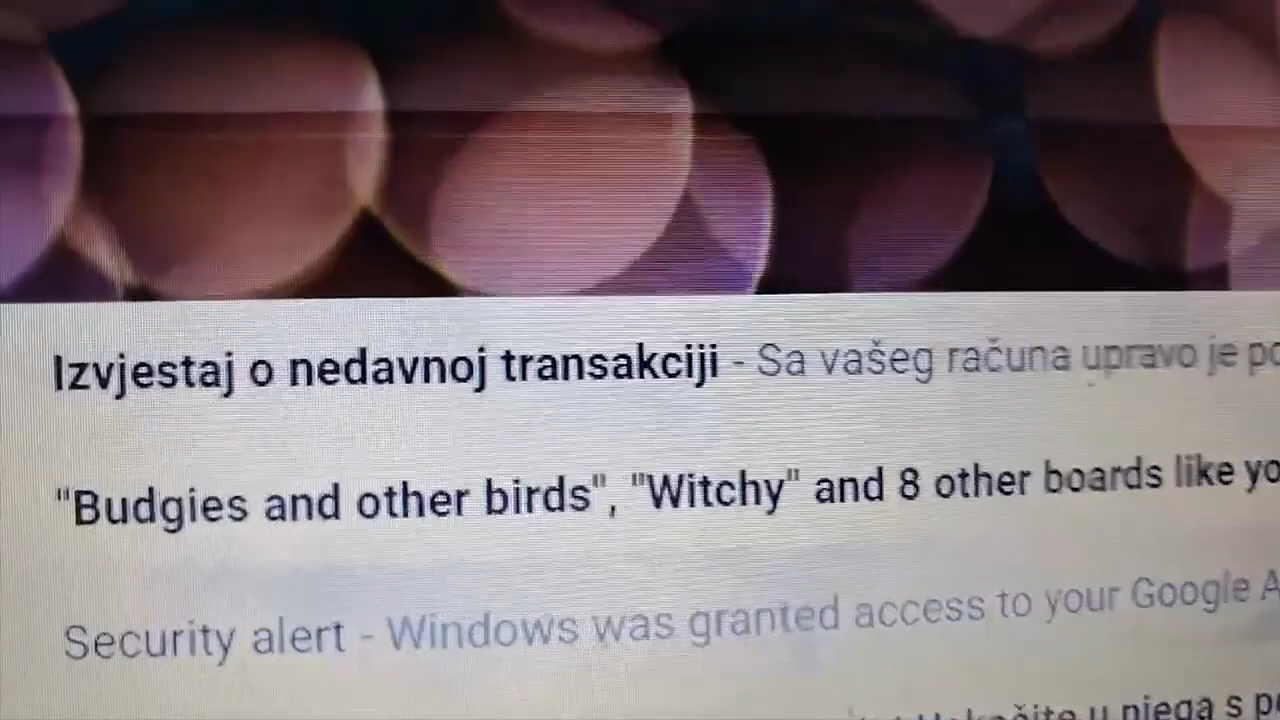 Izvjestaj o nedavnoj transakciji - Sa vašeg računa upravo je
"Budgies and other birds", "Witchy" and 8 other boards like
Security alert - Windows was granted access to your Google
u njega s